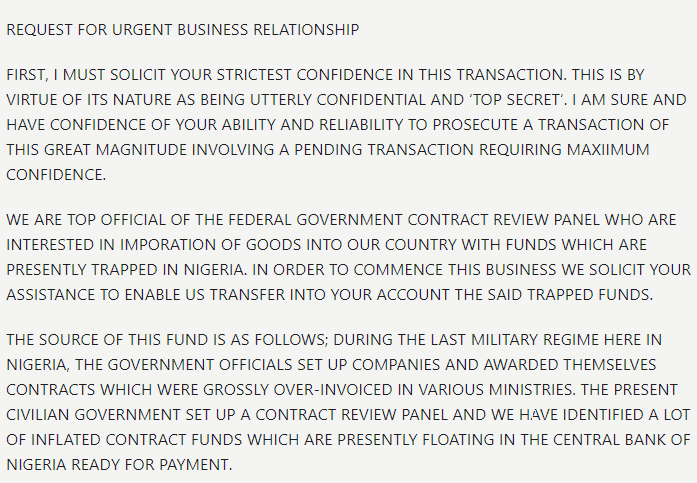 REQUEST FOR URGENT BUSINESS RELATIONSHIP
FIRST, I MUST SOLICIT YOUR STRICTEST CONFIDENCE IN THIS TRANSACTION. THIS IS BY
VIRTUE OF ITS NATURE AS BEING UTTERLY CONFIDENTIAL AND ‘TOP SECRET’. I AM SURE AND
HAVE CONFIDENCE OF YOUR ABILITY AND RELIABILITY TO PROSECUTE A TRANSACTION OF
THIS GREAT MAGNITUDE INVOLVING A PENDING TRANSACTION REQUIRING MAXIIMUM
CONFIDENCE.
WE ARE TOP OFFICIAL OF THE FEDERAL GOVERNMENT CONTRACT REVIEW PANEL WHO ARE
INTERESTED IN IMPORATION OF GOODS INTO OUR COUNTRY WITH FUNDS WHICH ARE
PRESENTLY TRAPPED IN NIGERIA. IN ORDER TO COMMENCE THIS BUSINESS WE SOLICIT YOUR
ASSISTANCE TO ENABLE US TRANSFER INTO YOUR ACCOUNT THE SAID TRAPPED FUNDS.
THE SOURCE OF THIS FUND IS AS FOLLOWS; DURING THE LAST MILITARY REGIME HERE IN
NIGERIA, THE GOVERNMENT OFFICIALS SET UP COMPANIES AND AWARDED THEMSELVES
CONTRACTS WHICH WERE GROSSLY OVER-INVOICED IN VARIOUS MINISTRIES. THE PRESENT
CIVILIAN GOVERNMENT SET UP A CONTRACT REVIEW PANEL AND WE HAVE IDENTIFIED A LOT
OF INFLATED CONTRACT FUNDS WHICH ARE PRESENTLY FLOATING IN THE CENTRAL BANK OF
NIGERIA READY FOR PAYMENT.